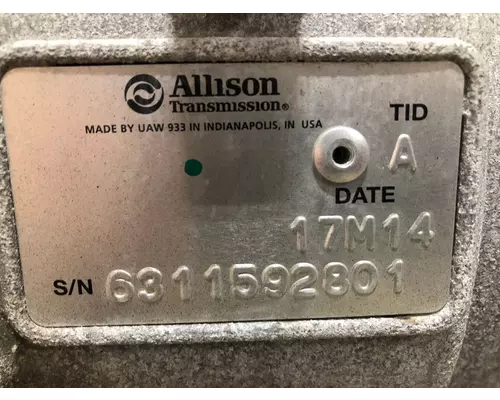 Allison
Transmission®
MADE BY UAW 933 IN INDIANAPOLIS, IN USA
TID
A
DATE
17M14
S/N 6311592801